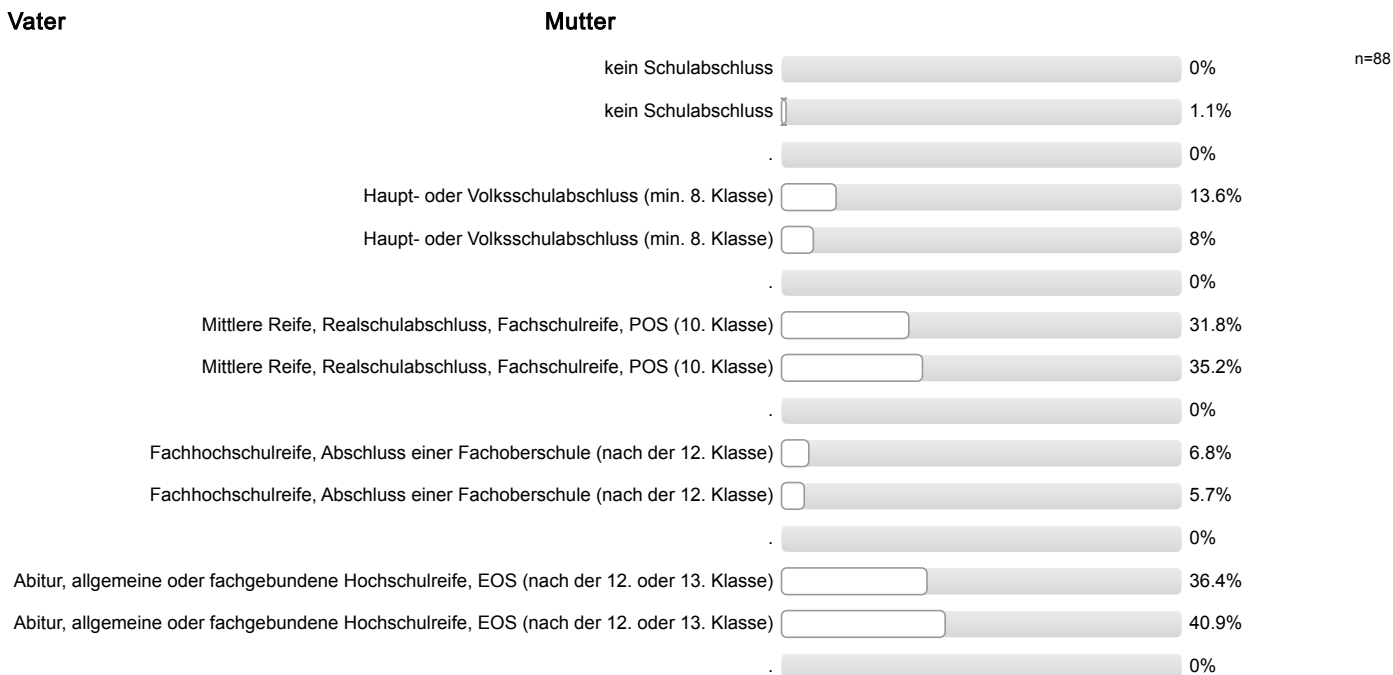 Vater Mutter
n=88
kein Schulabschluss 0%
kein Schulabschluss 1.1%
. 0%
Haupt- oder Volksschulabschluss (min. 8. Klasse) 13.6%
Haupt- oder Volksschulabschluss (min. 8. Klasse) 8%
. 0%
Mittlere Reife, Realschulabschluss, Fachschulreife, POS (10. Klasse) 31.8%
Mittlere Reife, Realschulabschluss, Fachschulreife, POS (10. Klasse) 35.2%
. 0%
Fachhochschulreife, Abschluss einer Fachoberschule (nach der 12. Klasse) 6.8%
Fachhochschulreife, Abschluss einer Fachoberschule (nach der 12. Klasse) 5.7%
. 0%
Abitur, allgemeine oder fachgebundene Hochschulreife, EOS (nach der 12. oder 13. Klasse) 36.4%
Abitur, allgemeine oder fachgebundene Hochschulreife, EOS (nach der 12. oder 13. Klasse) 40.9%
. 0%